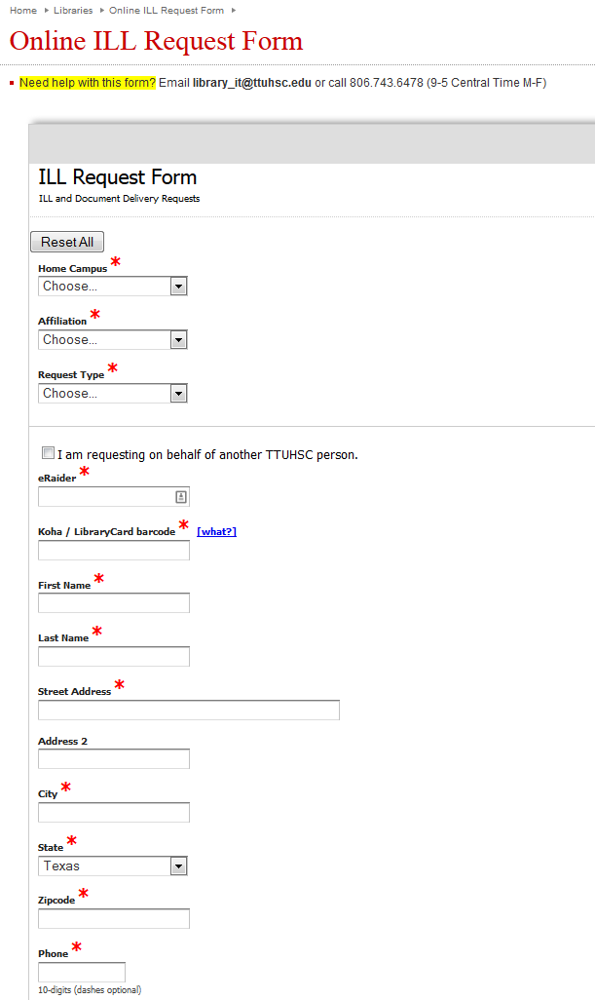 Home Libraries Online ILL Request Form
Online ILL Request Form
Need help with this form? Email library_it@ttuhsc.edu or call 806.743.6478 (9-5 Central Time M-F)
ILL Request Form
ILL and Document Delivery Requests
Reset All
Home Campus *
Choose...
Affiliation *
Choose...
Request Type *
Choose...
I am requesting on behalf of another TTUHSC person.
eRaider *
Koha / LibraryCard barcode * [what?]
First Name *
Last Name *
Street Address *
Address 2
City *
State *
Texas
Zipcode *
Phone *
10-digits (dashes optional)